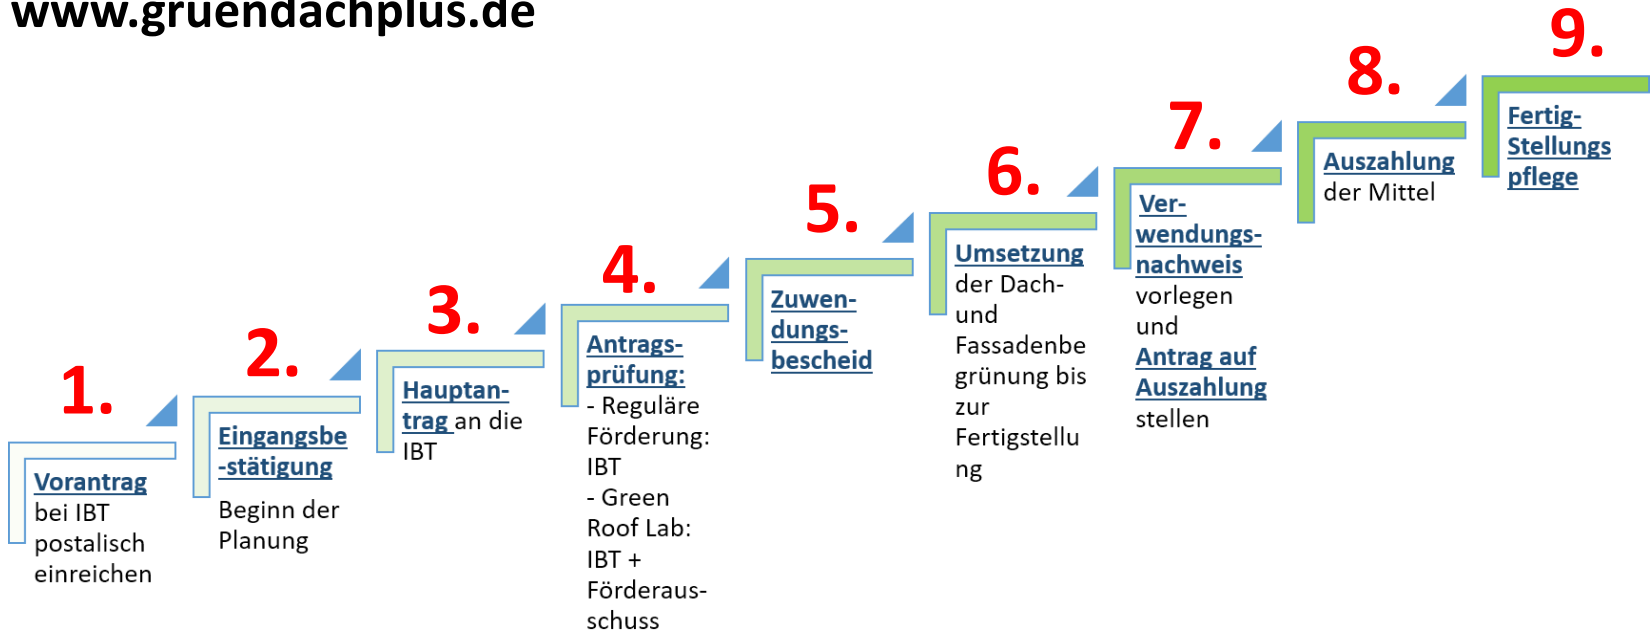 www.gruendachplus.de
1.
Vorantrag
bei IBT
postalisch
einreichen
2.
Eingangsbe
-stätigung
Beginn der
Planung
3.
Hauptan-
trag an die
IBT
4.
Antrags-
prüfung:
- Reguläre
Förderung:
IBT
- Green
Roof Lab:
IBT +
Förderaus-
schuss
5.
Zuwen-
dungs-
bescheid
6.
Umsetzung
der Dach-
und
Fassadenbe
grünung bis
zur
Fertigstellu
ng
7.
Ver-
wendungs-
nachweis
vorlegen
und
Antrag auf
Auszahlung
stellen
8.
Auszahlung
der Mittel
9.
Fertig-
Stellungs
pflege